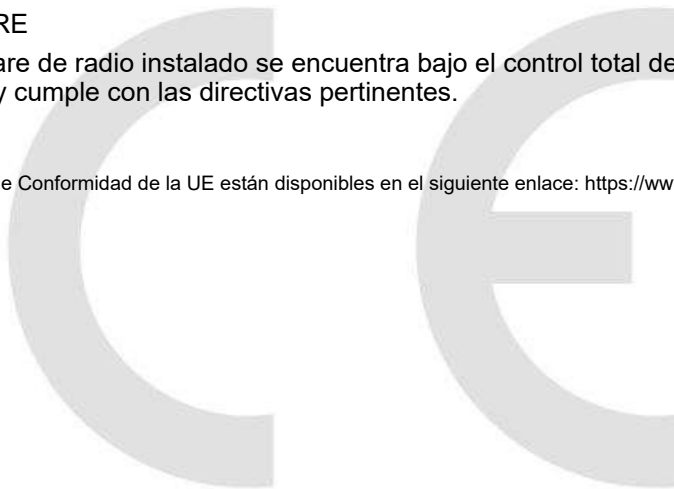 RE
are de radio instalado se encuentra bajo el control total de
y cumple con las directivas pertinentes.
e Conformidad de la UE están disponibles en el siguiente enlace: https://ww
CE